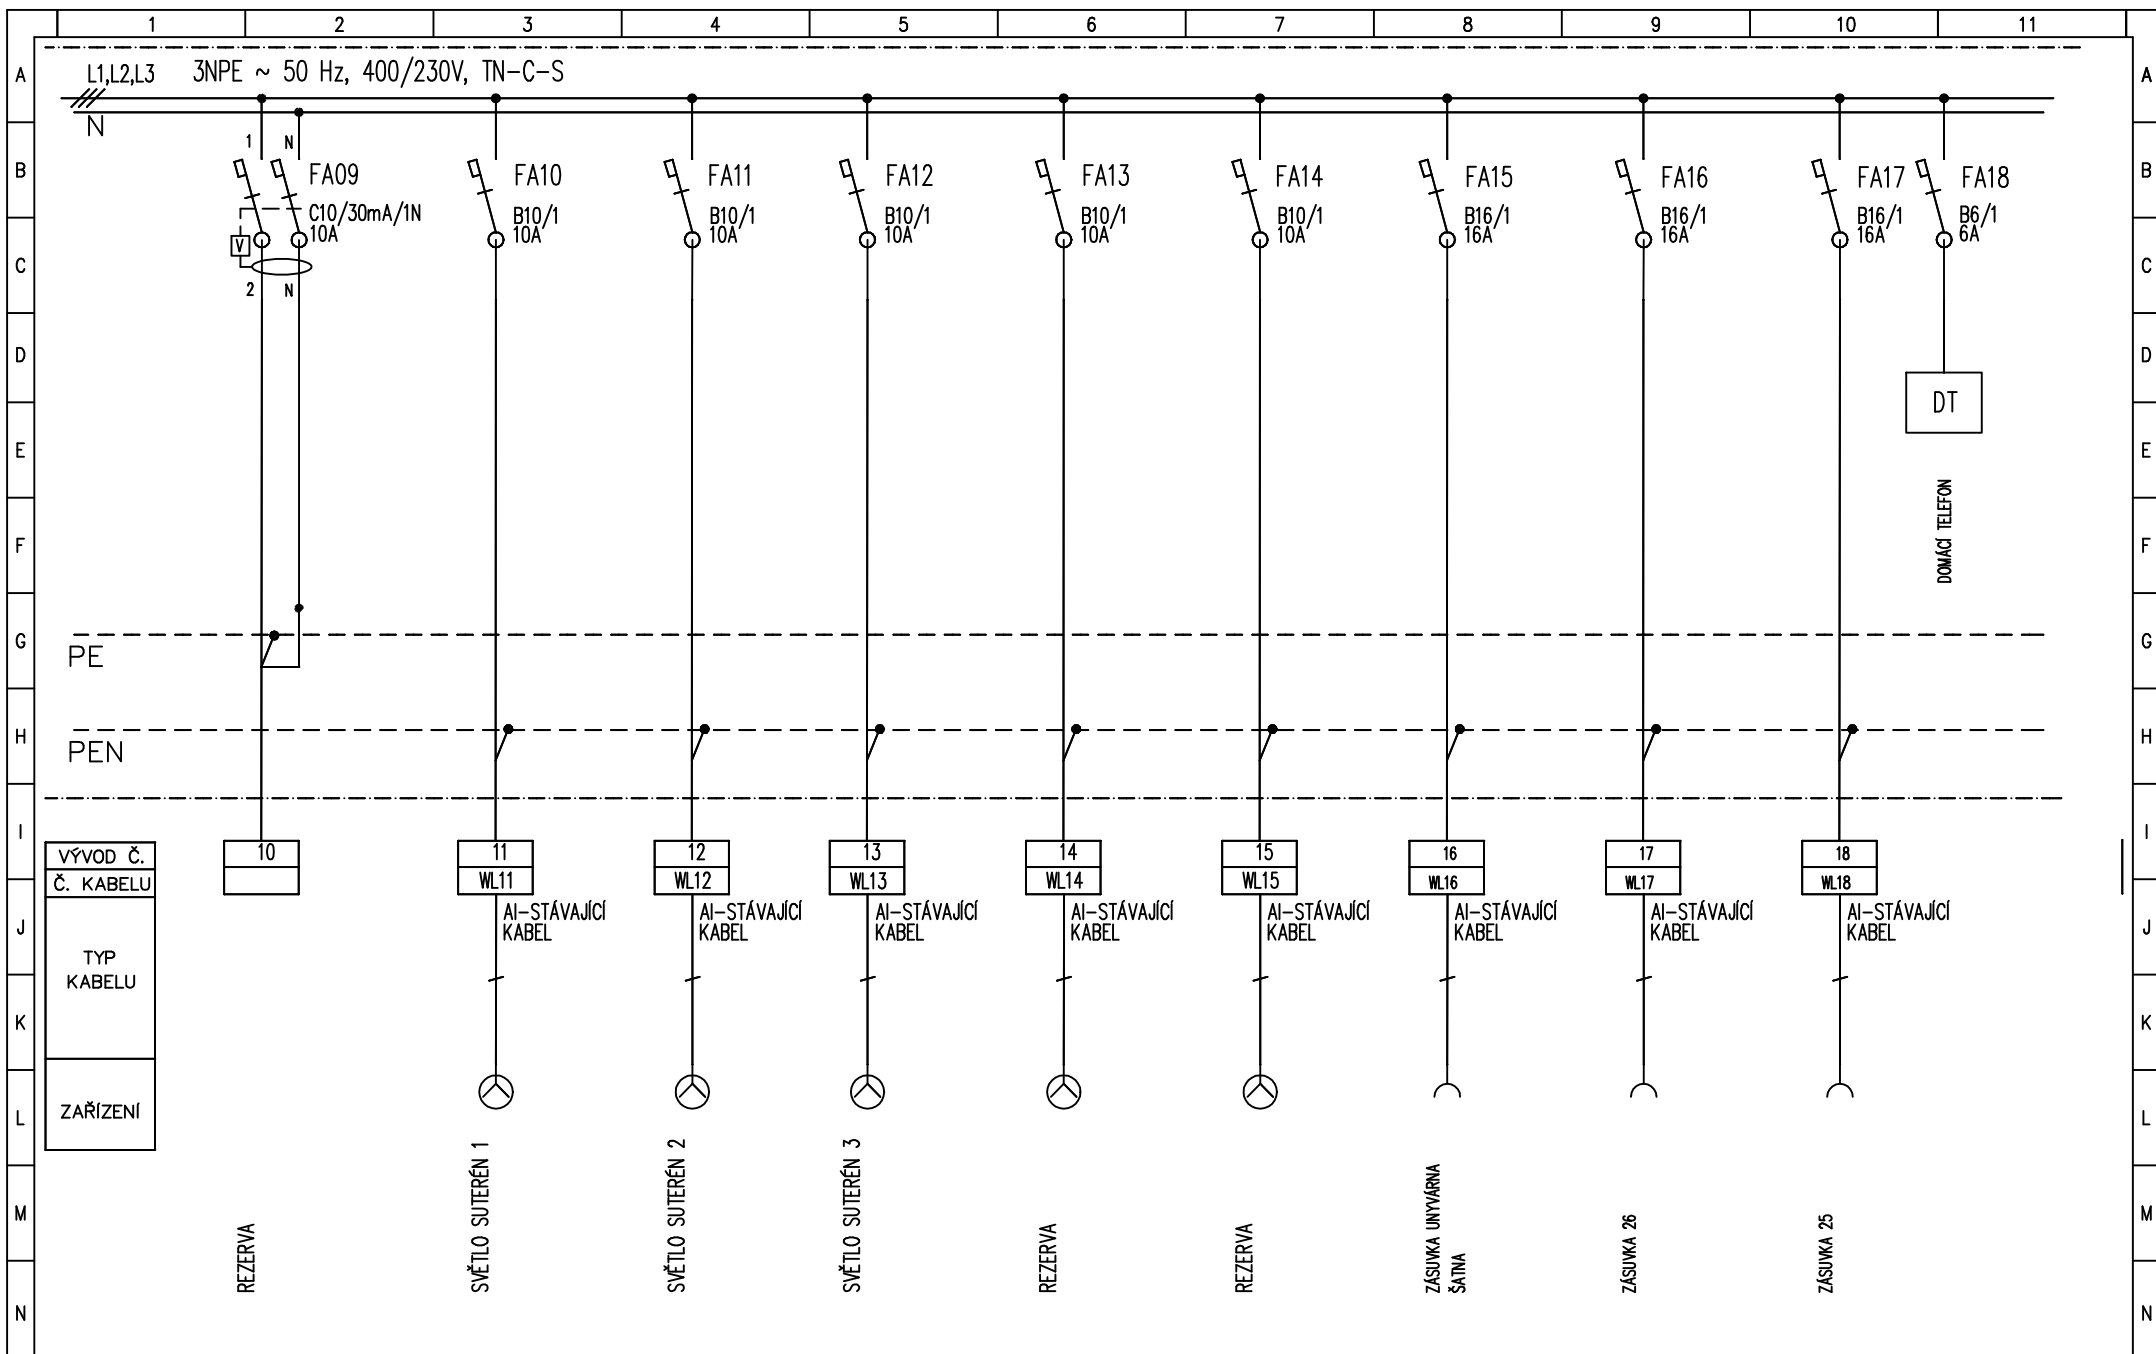 1 2 3 4 5 6 7 8 9 10 11
A L1,L2,L3 3NPE ~ 50 Hz, 400/230V, TN-C-S A
N
1 N
B FA09 FA10 FA11 FA12 FA13 FA14 FA15 FA16 FA17 FA18 B
C10/30mA/1N B10/1 B10/1 B10/1 B10/1 B10/1 B16/1 B16/1 B16/1 B6/1
10A 10A 10A 10A 10A 10A 16A 16A 16A 6A
V
C C
2 N
D D
DT
E E
DOMÁCÍ TELEFON
F F
G G
PE
H H
PEN
I I
VÝVOD Č. 10 11 12 13 14 15 16 17 18
Č. KABELU WL11 WL12 WL13 WL14 WL15 WL16 WL17 WL18
AI-STÁVAJÍCÍ AI-STÁVAJÍCÍ AI-STÁVAJÍCÍ AI-STÁVAJÍCÍ AI-STÁVAJÍCÍ AI-STÁVAJÍCÍ AI-STÁVAJÍCÍ AI-STÁVAJÍCÍ
J KABEL KABEL KABEL KABEL KABEL KABEL KABEL KABEL J
TYP
KABELU
K K
ZAŘÍZENÍ
L L
M M
REZERVA
SVĚTLO SUTERÉN 1
SVĚTLO SUTERÉN 2
SVĚTLO SUTERÉN 3
REZERVA
REZERVA
ZÁSUVKA UNYVÁRNA
ŠATNA
ZÁSUVKA 26
ZÁSUVKA 25
N N